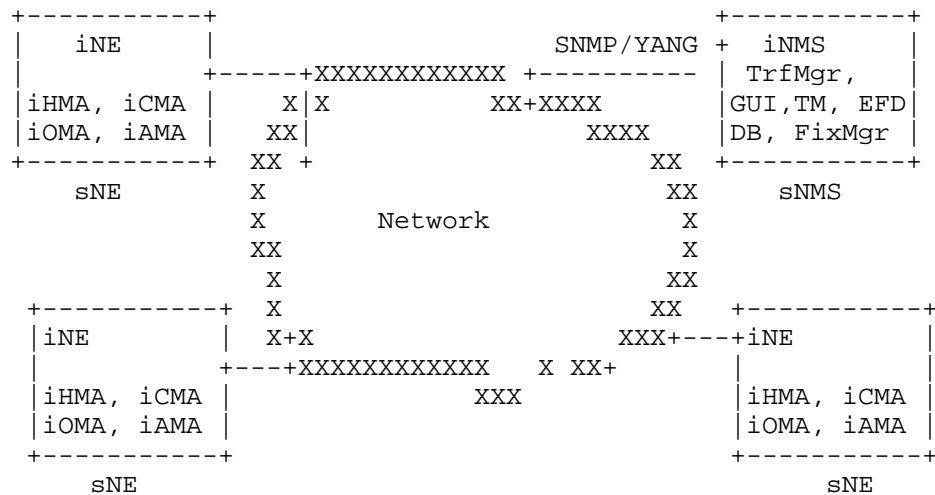 iNE
SNMP/YANG + iNMS
TrfMgr,
iHMA, iCMA
GUI,TM, EFD
iOMA, iAMA
DB, FixMgr
sNE
sNMS
Network
iNE
iNE
iHMA, iCMA
iHMA, iCMA
iOMA, iAMA
iOMA, iAMA
sNE
sNE